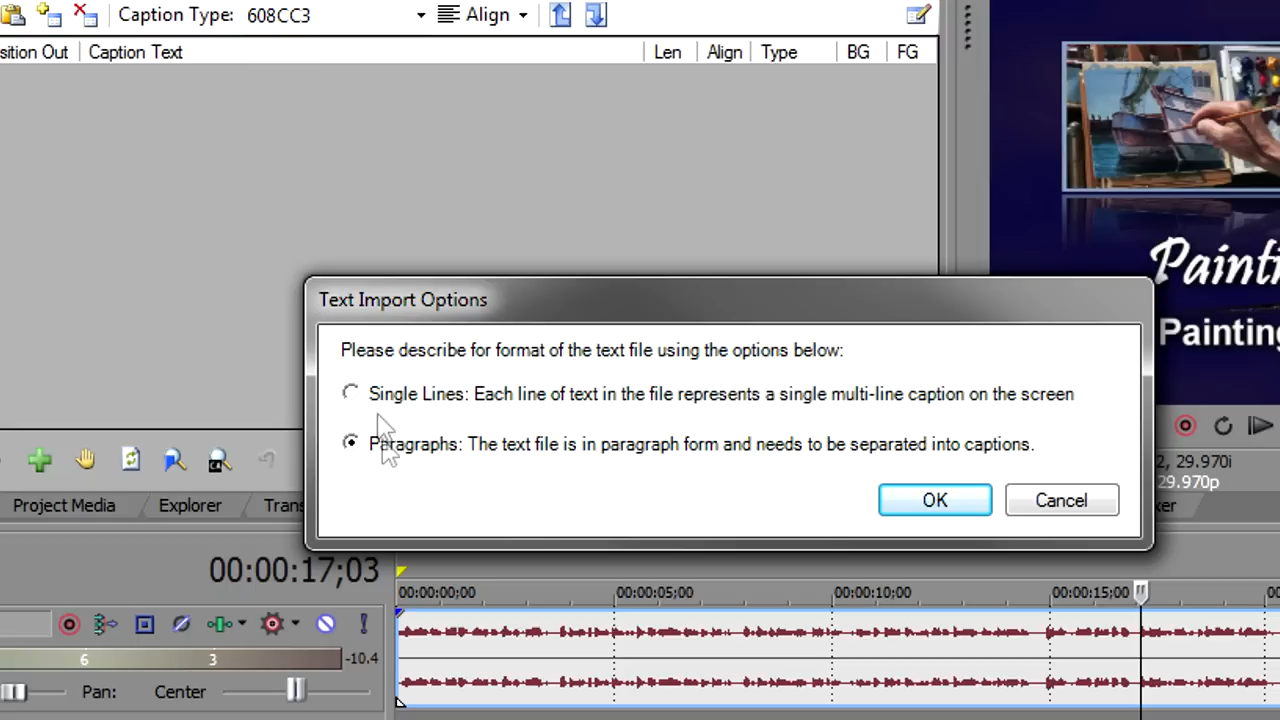 Caption Type: 608CC3 Align
sition Out Caption Text Len Align Type BG FG
Painti
Painting
Text Import Options
Please describe for format of the text file using the options below:
Single Lines: Each line of text in the file represents a single multi-line caption on the screen
Paragraphs: The text file is in paragraph form and needs to be separated into captions.
OK Cancel
2, 29.970i
29.970p
Project Media Explorer Trans
00:00:17;03
00:00:00;00 00:00:05;00 00:00:10;00 00:00:15;00 00
6 3 -10.4
Pan: Center